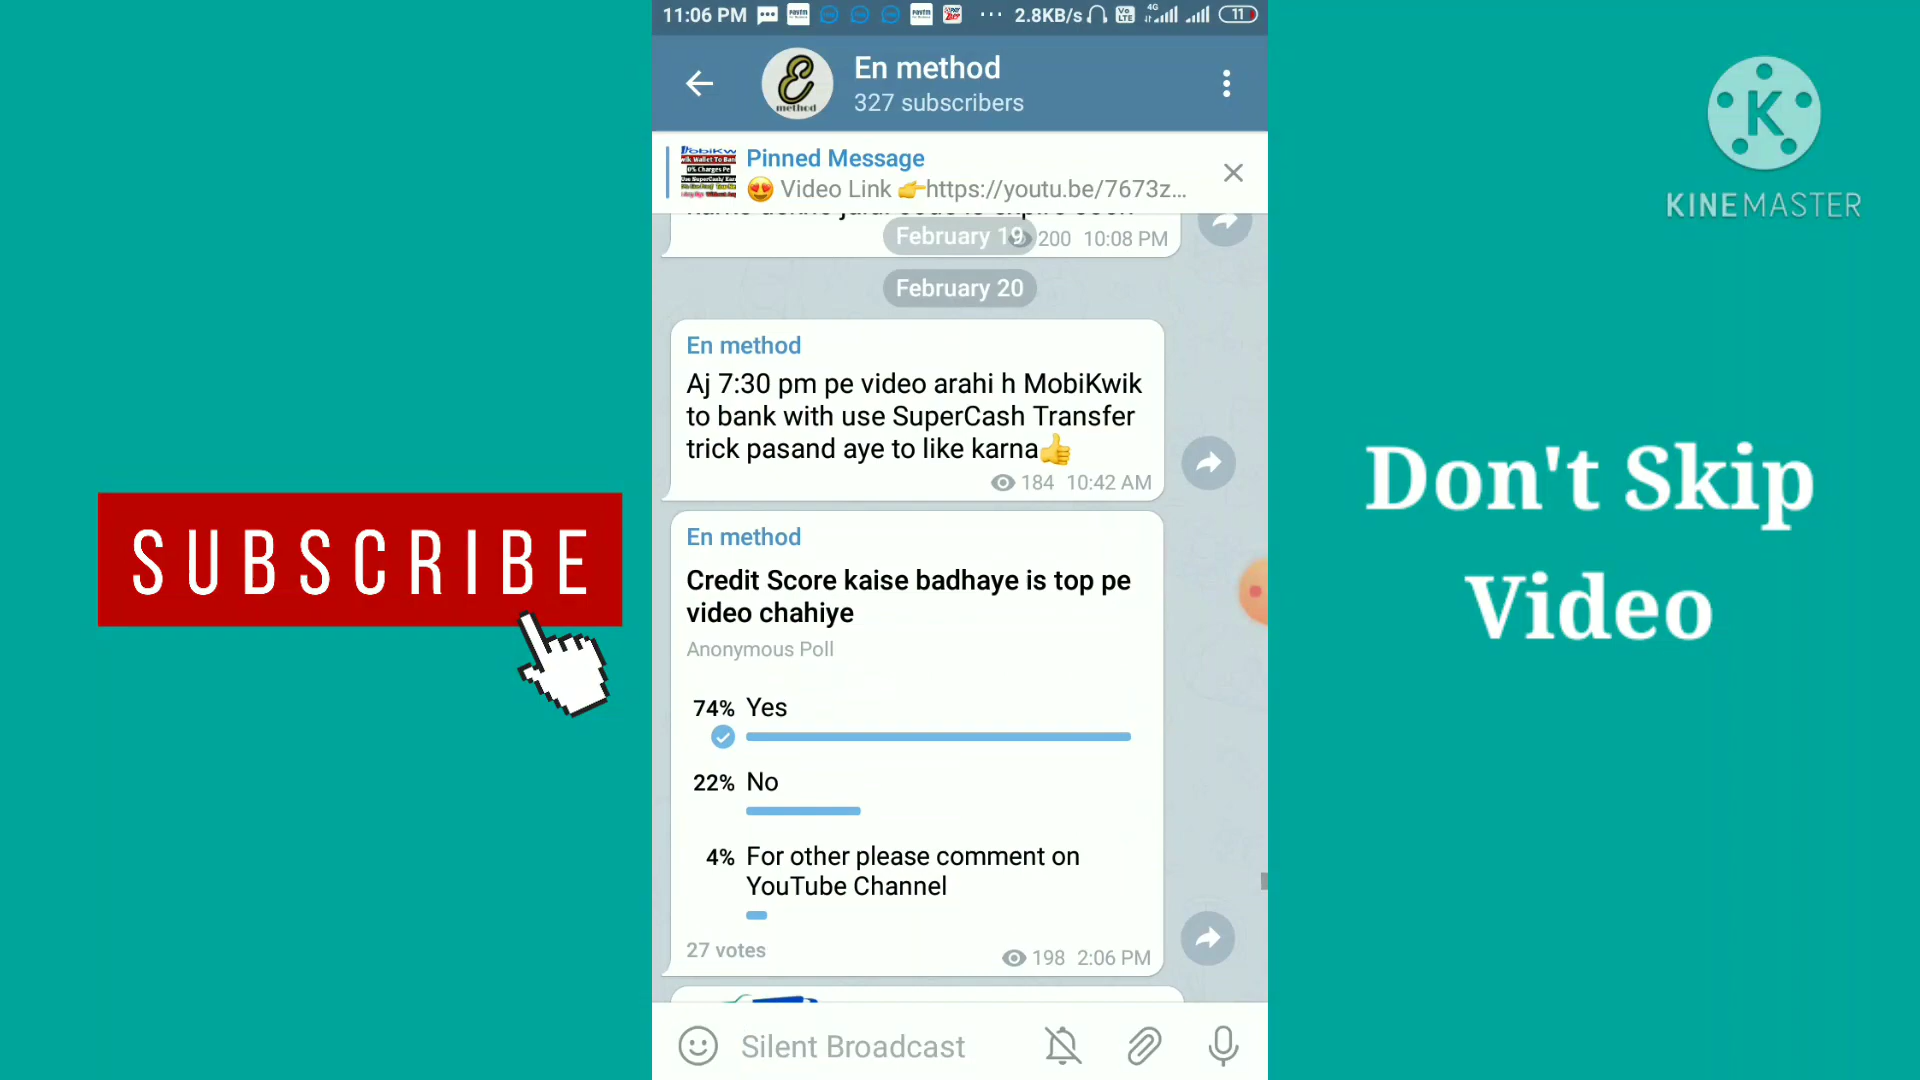 11:06 PM
2.8KB/s
4G
11
En method
327 subscribers
Pinned Message
😍 Video Link 👉https://youtu.be/7673z...
February 19
200 10:08 PM
February 20
En method
Aj 7:30 pm pe video arahi h MobiKwik
to bank with use SuperCash Transfer
trick pasand aye to like karna👍
184 10:42 AM
En method
Credit Score kaise badhaye is top pe
video chahiye
Anonymous Poll
74% Yes
22% No
4% For other please comment on
YouTube Channel
27 votes
198 2:06 PM
Silent Broadcast
SUBSCRIBE
K
KINEMASTER
Don't Skip
Video